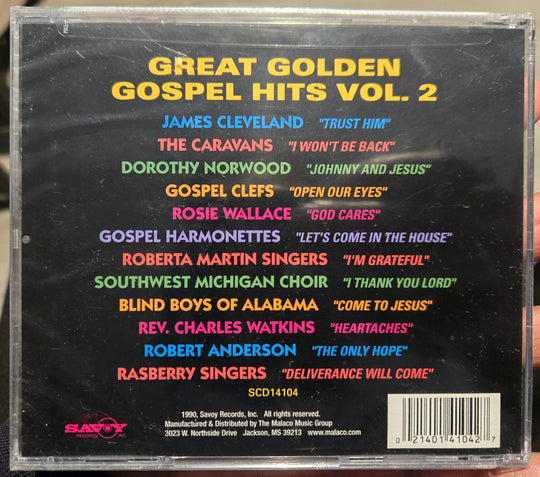 GREAT GOLDEN
GOSPEL HITS VOL. 2
JAMES CLEVELAND "TRUST HIM"
THE CARAVANS "I WON'T BE BACK"
DOROTHY NORWOOD "JOHNNY AND JESUS"
GOSPEL CLEFS "OPEN OUR EYES"
ROSIE WALLACE "GOD CARES"
GOSPEL HARMONETTES "LET'S COME IN THE HOUSE"
ROBERTA MARTIN SINGERS "I'M GRATEFUL"
SOUTHWEST MICHIGAN CHOIR "I THANK YOU LORD"
BLIND BOYS OF ALABAMA "COME TO JESUS"
REV. CHARLES WATKINS "HEARTACHES"
ROBERT ANDERSON "THE ONLY HOPE"
RASBERRY SINGERS "DELIVERANCE WILL COME"
SCD14104
SAVOY
RECORDS INC.
1990, Savoy Records, Inc. All rights reserved.
Manufactured & Distributed by The Malaco Music Group
3023 W. Northside Drive Jackson, MS 39213 www.malaco.com
0 21401 41042 7